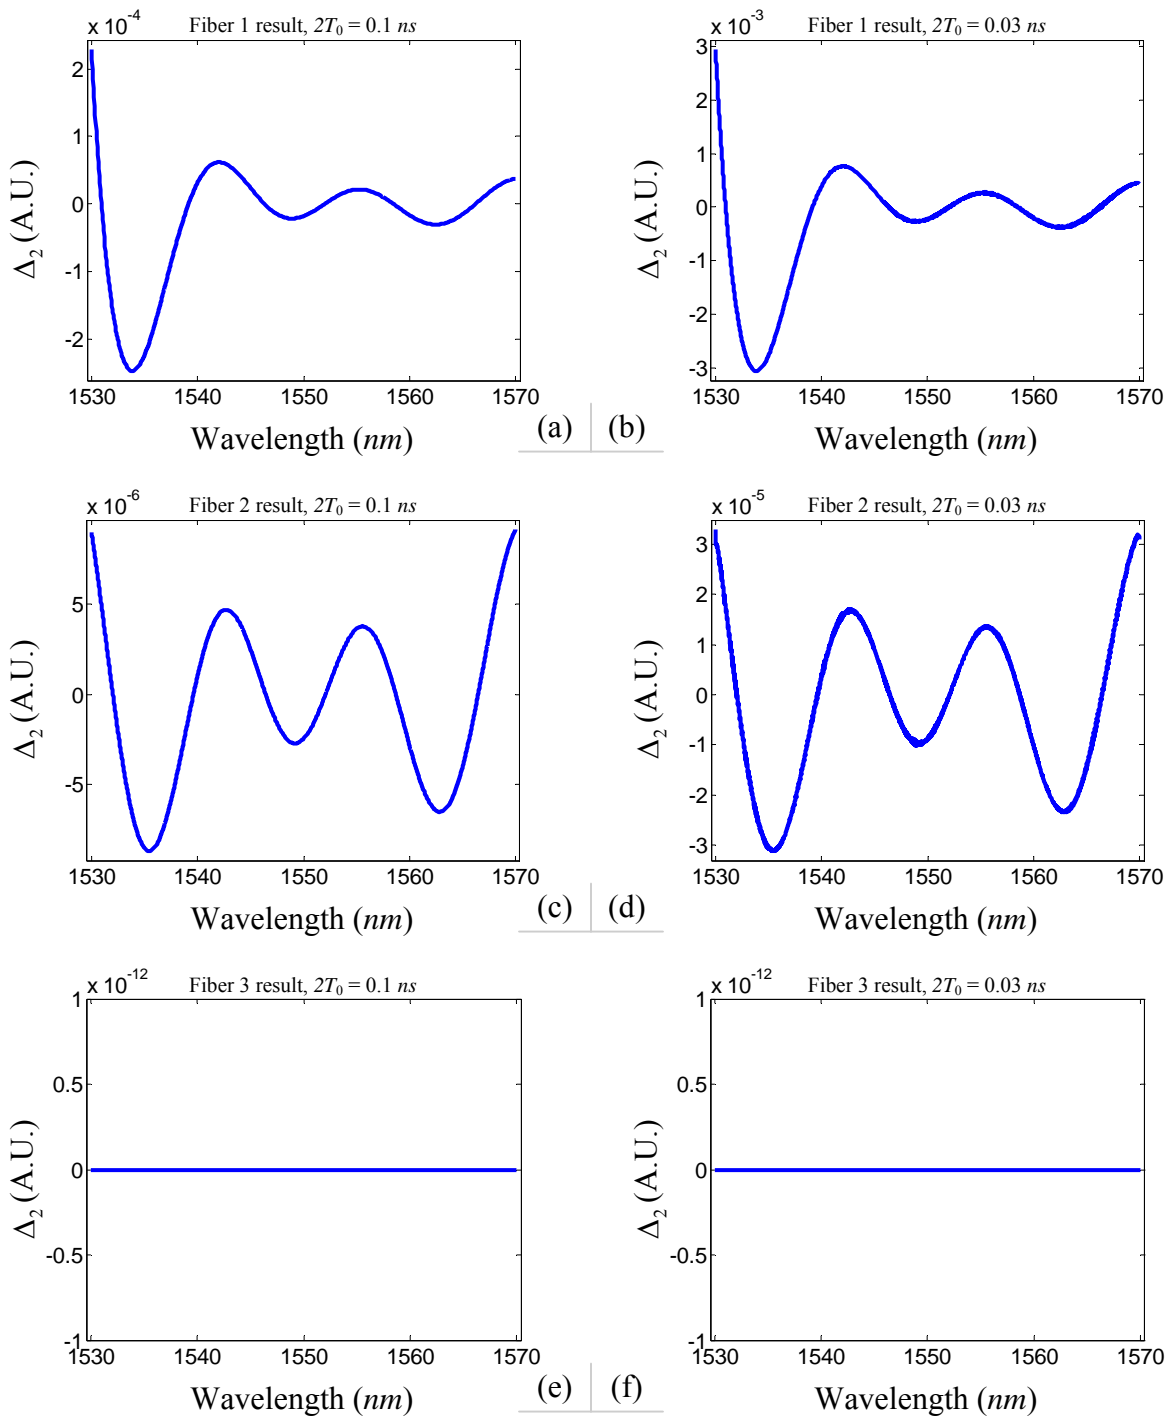 x 10^-4 Fiber 1 result, 2T₀ = 0.1 ns
2
1
0
-1
-2
Δ₂ (A.U.)
1530 1540 1550 1560 1570
Wavelength (nm)
(a)
x 10^-3 Fiber 1 result, 2T₀ = 0.03 ns
3
2
1
0
-1
-2
-3
Δ₂ (A.U.)
1530 1540 1550 1560 1570
Wavelength (nm)
(b)
x 10^-6 Fiber 2 result, 2T₀ = 0.1 ns
5
0
-5
Δ₂ (A.U.)
1530 1540 1550 1560 1570
Wavelength (nm)
(c)
x 10^-5 Fiber 2 result, 2T₀ = 0.03 ns
3
2
1
0
-1
-2
-3
Δ₂ (A.U.)
1530 1540 1550 1560 1570
Wavelength (nm)
(d)
x 10^-12 Fiber 3 result, 2T₀ = 0.1 ns
1
0.5
0
-0.5
-1
Δ₂ (A.U.)
1530 1540 1550 1560 1570
Wavelength (nm)
(e)
x 10^-12 Fiber 3 result, 2T₀ = 0.03 ns
1
0.5
0
-0.5
-1
Δ₂ (A.U.)
1530 1540 1550 1560 1570
Wavelength (nm)
(f)